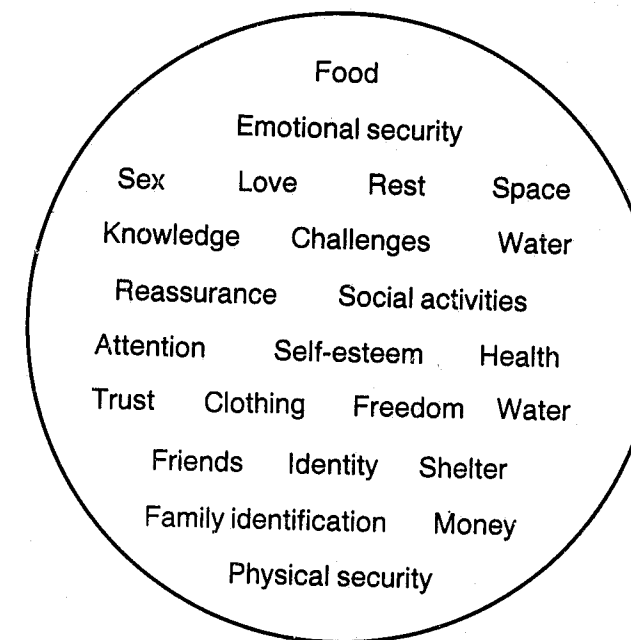 Food
Emotional security
Sex Love Rest Space
Knowledge Challenges Water
Reassurance Social activities
Attention Self-esteem Health
Trust Clothing Freedom Water
Friends Identity Shelter
Family identification Money
Physical security